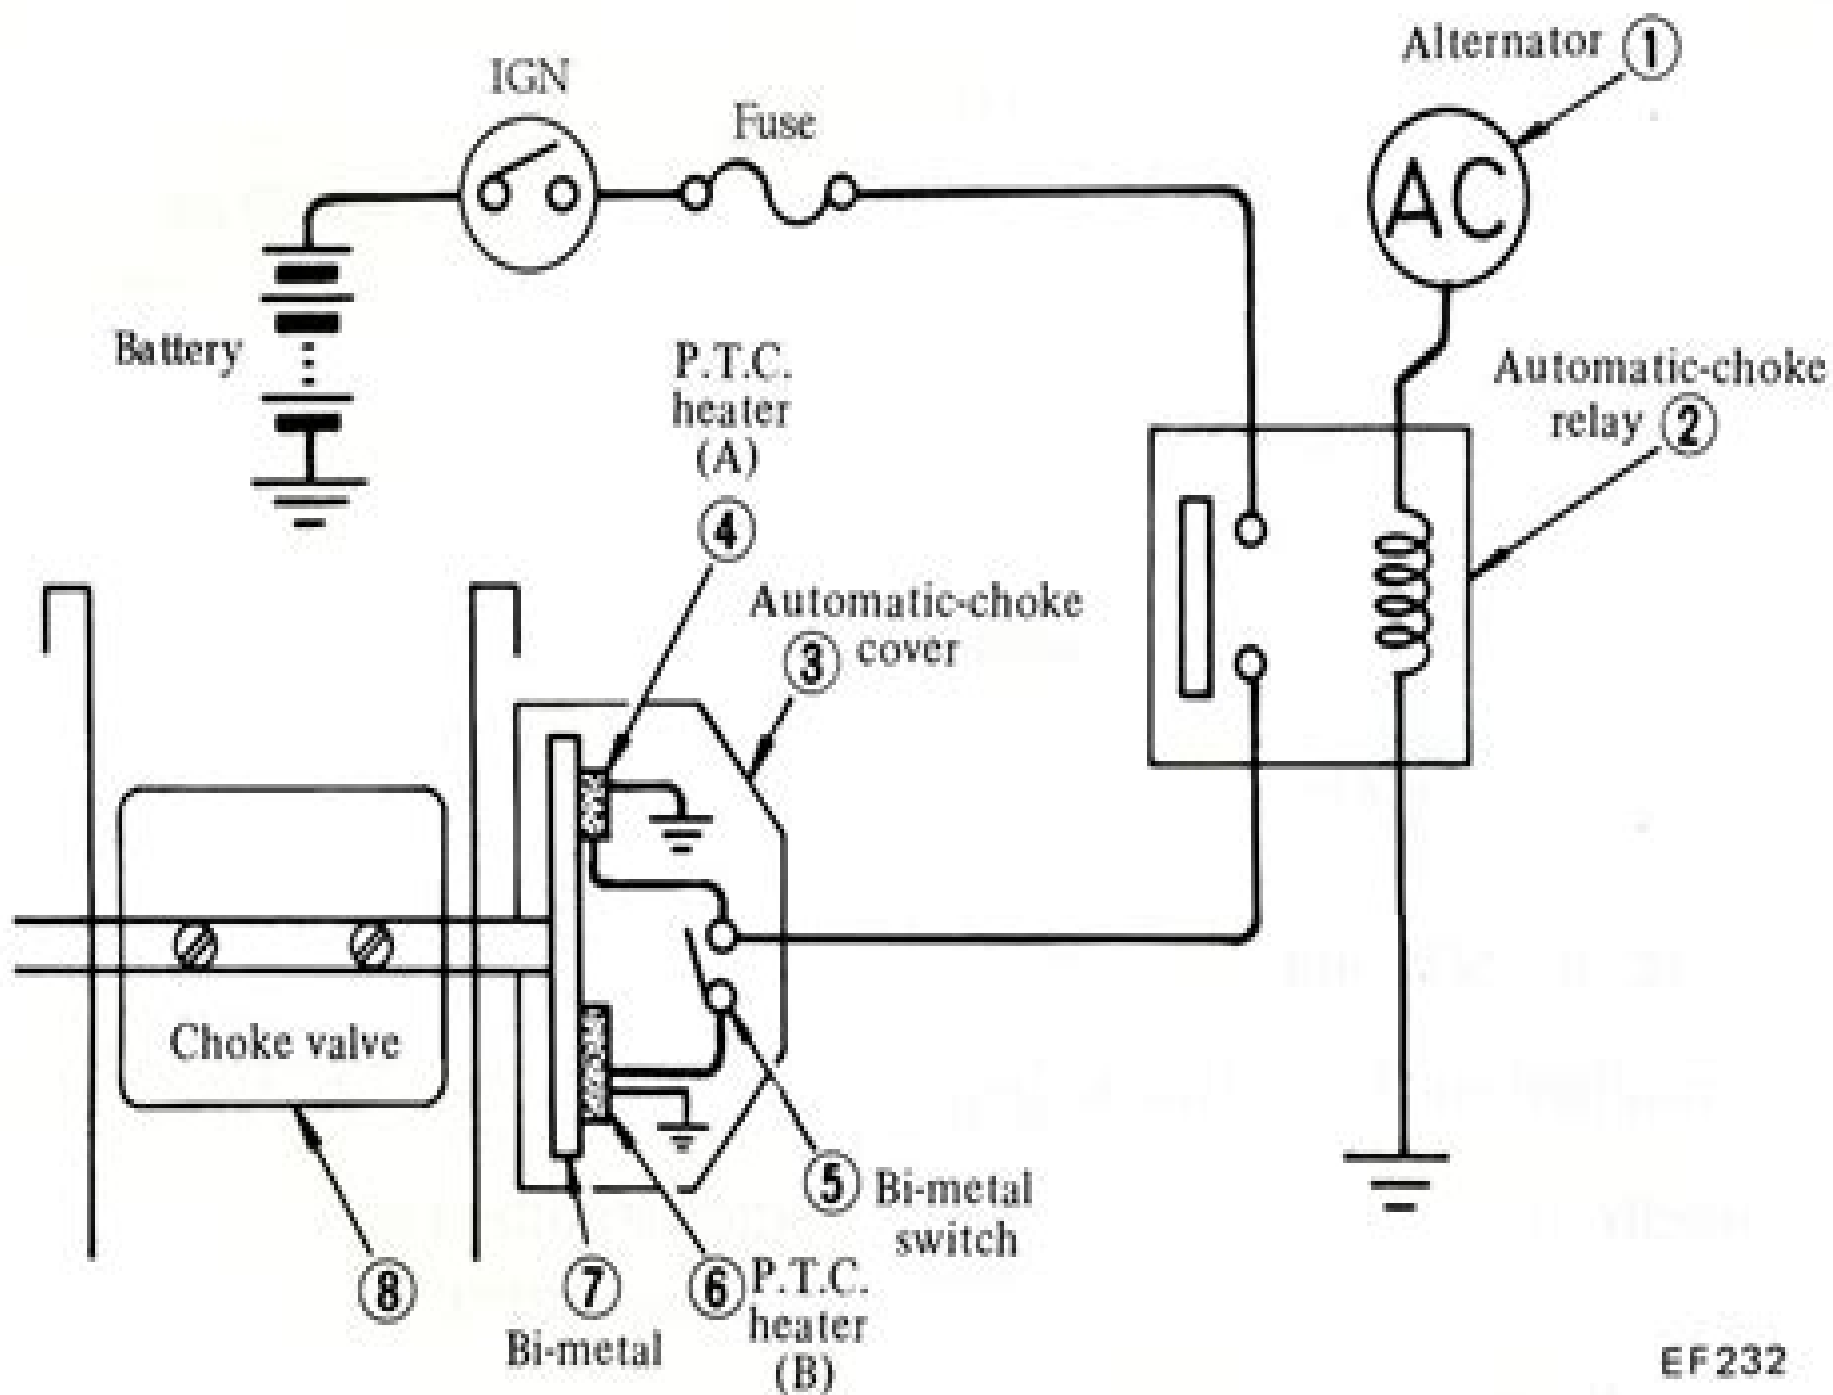 Alternator ①
IGN
Fuse
AC
Battery
P.T.C.
heater
(A)
④
Automatic-choke
relay ②
Automatic-choke
③ cover
Choke valve
⑤ Bi-metal
switch
⑧
⑦
Bi-metal
⑥ P.T.C.
heater
(B)
EF232